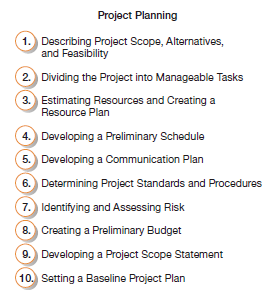 Project Planning
1. Describing Project Scope, Alternatives,
and Feasibility
2. Dividing the Project into Manageable Tasks
3. Estimating Resources and Creating a
Resource Plan
4. Developing a Preliminary Schedule
5. Developing a Communication Plan
6. Determining Project Standards and Procedures
7. Identifying and Assessing Risk
8. Creating a Preliminary Budget
9. Developing a Project Scope Statement
10. Setting a Baseline Project Plan